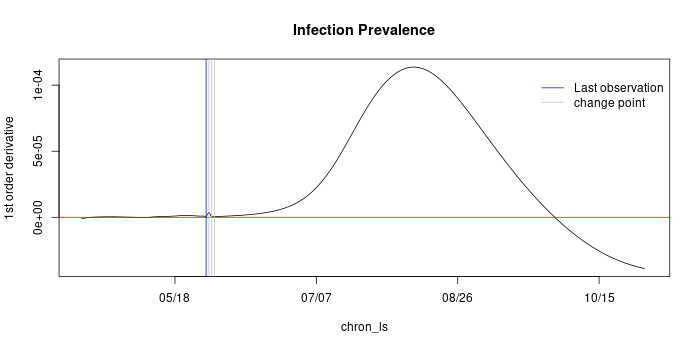 Infection Prevalence
1st order derivative
1e-04
5e-05
0e+00
Last observation
change point
05/18
07/07
08/26
10/15
chron_ls